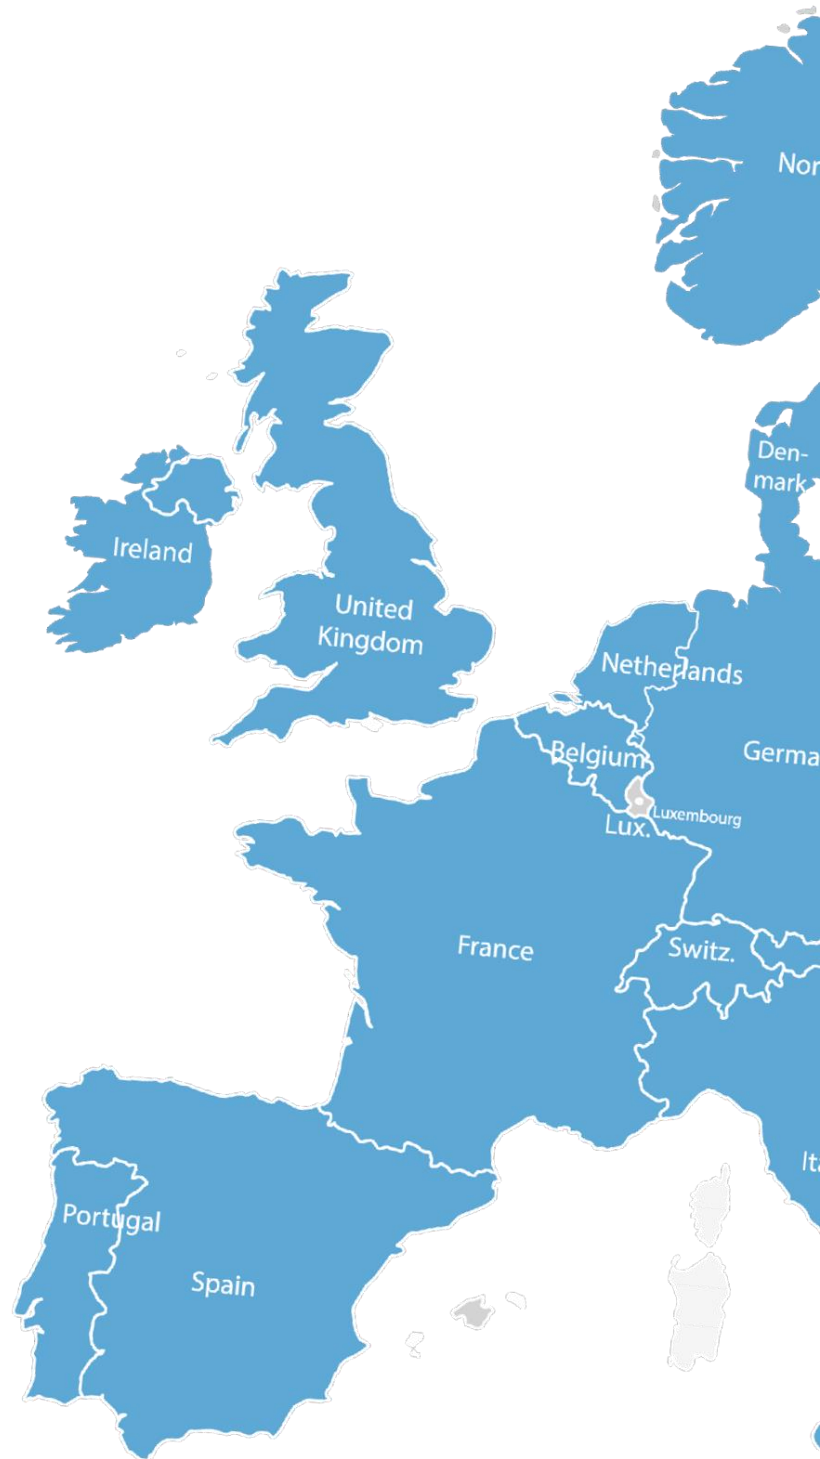 Nor
Den-
mark
Ireland
United
Kingdom
Netherlands
Belgium
Germa
Luxembourg
Lux.
France
Switz.
Ita
Portugal
Spain